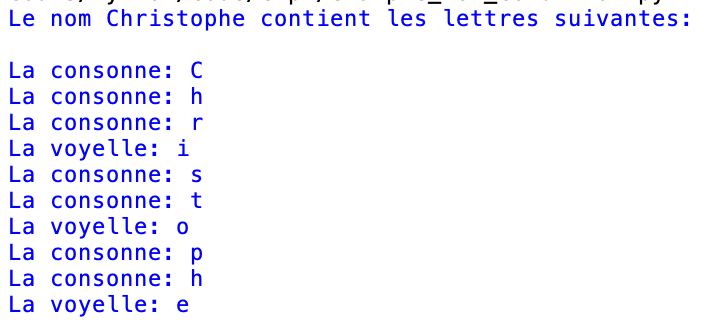 Le nom Christophe contient les lettres suivantes:
La consonne: C
La consonne: h
La consonne: r
La voyelle: i
La consonne: s
La consonne: t
La voyelle: o
La consonne: p
La consonne: h
La voyelle: e